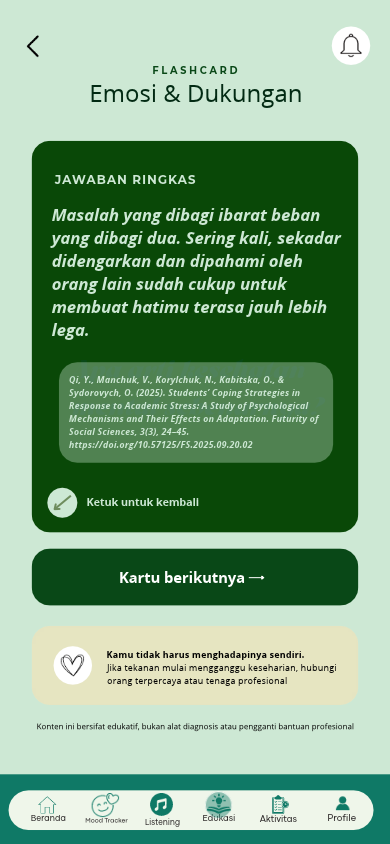 FLASHCARD
Emosi & Dukungan
JAWABAN RINGKAS
Masalah yang dibagi ibarat beban
yang dibagi dua. Sering kali, sekadar
didengarkan dan dipahami oleh
orang lain sudah cukup untuk
membuat hatimu terasa jauh lebih
lega.
Qi, Y., Manchuk, V., Korylchuk, N., Kabitska, O., &
Sydorovych, O. (2025). Students’ Coping Strategies in
Response to Academic Stress: A Study of Psychological
Mechanisms and Their Effects on Adaptation. Futurity of
Social Sciences, 3(3), 24–45.
https://doi.org/10.57125/FS.2025.09.20.02
Ketuk untuk kembali
Kartu berikutnya →
Kamu tidak harus menghadapinya sendiri.
Jika tekanan mulai mengganggu keseharian, hubungi
orang terpercaya atau tenaga profesional
Konten ini bersifat edukatif, bukan alat diagnosis atau pengganti bantuan profesional
Beranda
Mood Tracker
Listening
Edukasi
Aktivitas
Profile